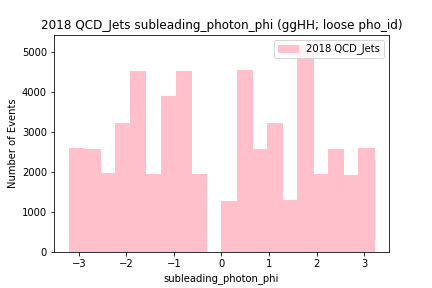 2018 QCD_Jets subleading_photon_phi (ggHH; loose pho_id)
2018 QCD_Jets
Number of Events
5000
4000
3000
2000
1000
0
−3 −2 −1 0 1 2 3
subleading_photon_phi